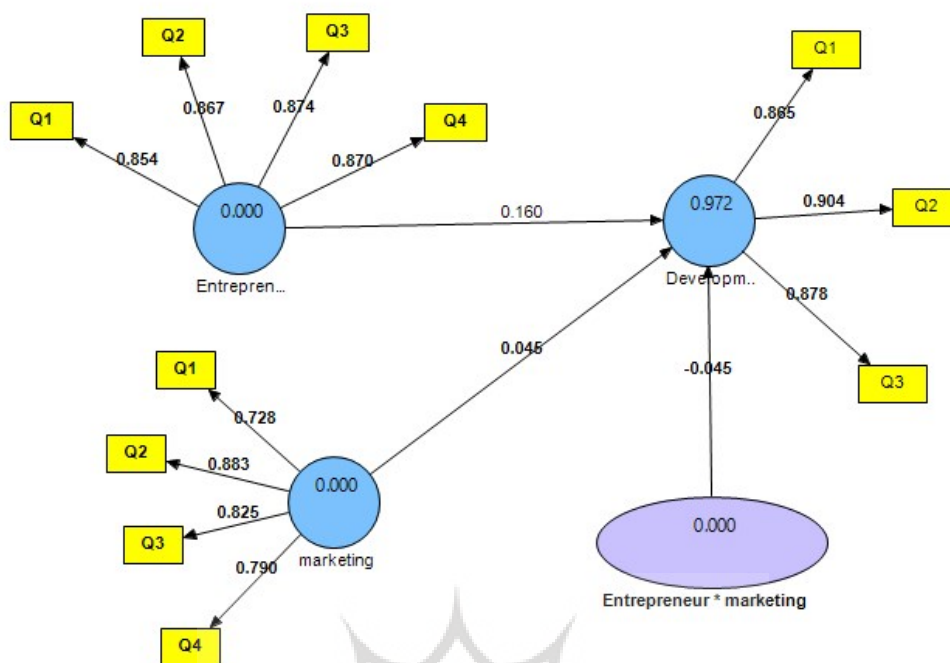 Q1
Q2
Q3
Q4
0.854
0.867
0.874
0.870
0.000
Entrepren...
0.160
Q1
0.865
0.972
0.904
Q2
Developm..
0.878
Q3
0.045
-0.045
Q1
0.728
Q2
0.883
0.000
Q3
0.825
marketing
0.790
Q4
0.000
Entrepreneur * marketing